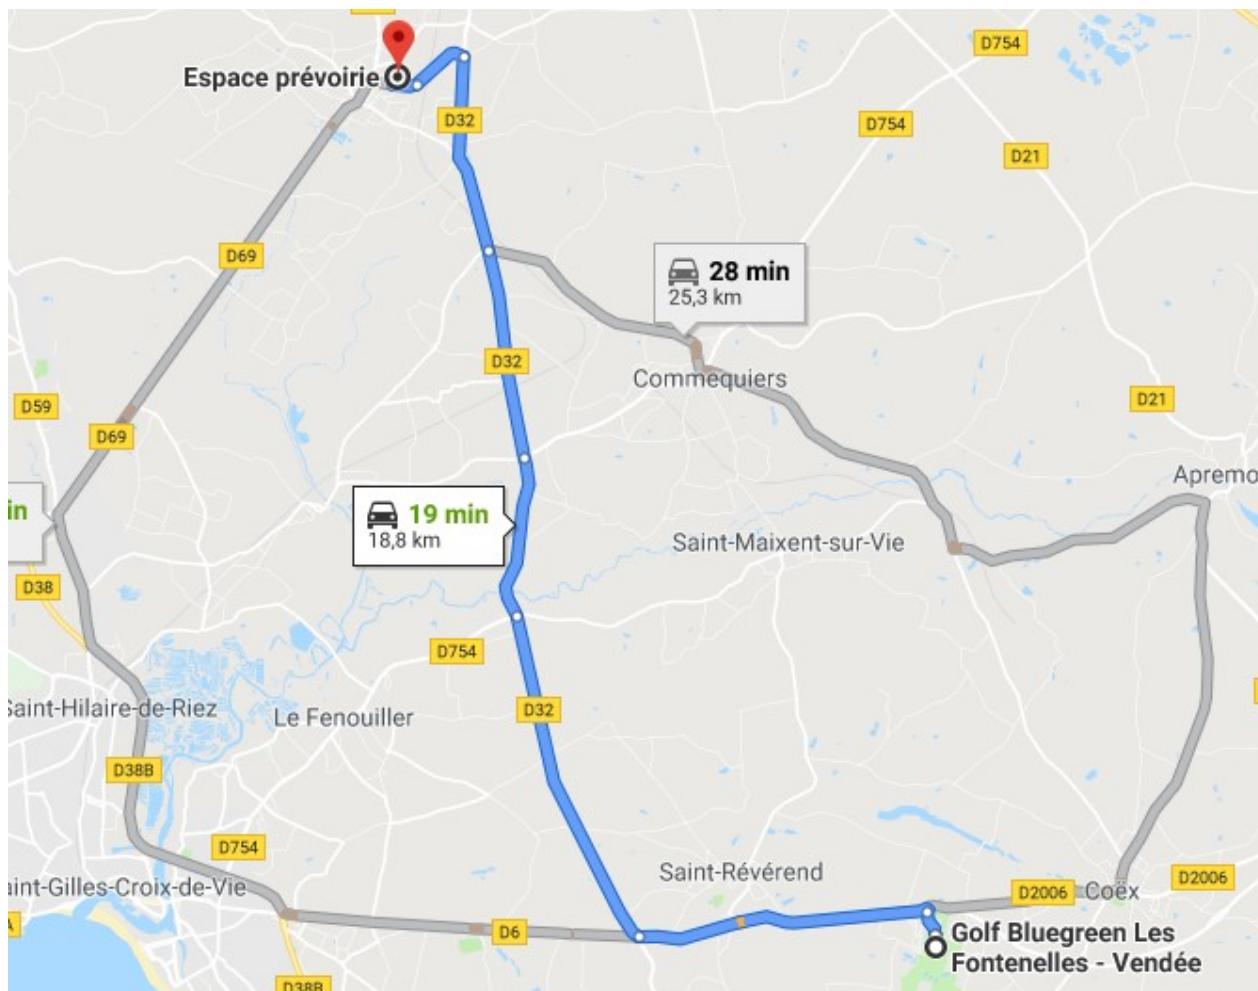 D754
Espace prévoirie
D32
D754
D21
D69
28 min
25,3 km
D32
Commequiers
D59
D21
D69
Apremo
in
19 min
18,8 km
Saint-Maixent-sur-Vie
D38
D754
Saint-Hilaire-de-Riez
Le Fenouiller
D32
D38B
D754
Saint-Révérend
aint-Gilles-Croix-de-Vie
D2006
Coëx
D2006
A
D6
Golf Bluegreen Les
Fontenelles - Vendée
D38B